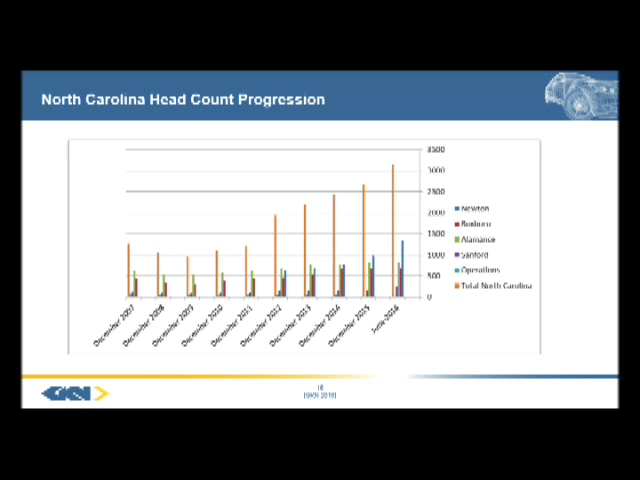 North Carolina Head Count Progression
3500
3000
2500
2000
1500
1000
500
0
Newton
Roxboro
Alamance
Sanford
Operations
Total North Carolina
December 2007
December 2008
December 2009
December 2010
December 2011
December 2012
December 2013
December 2014
December 2015
June 2016
GKN